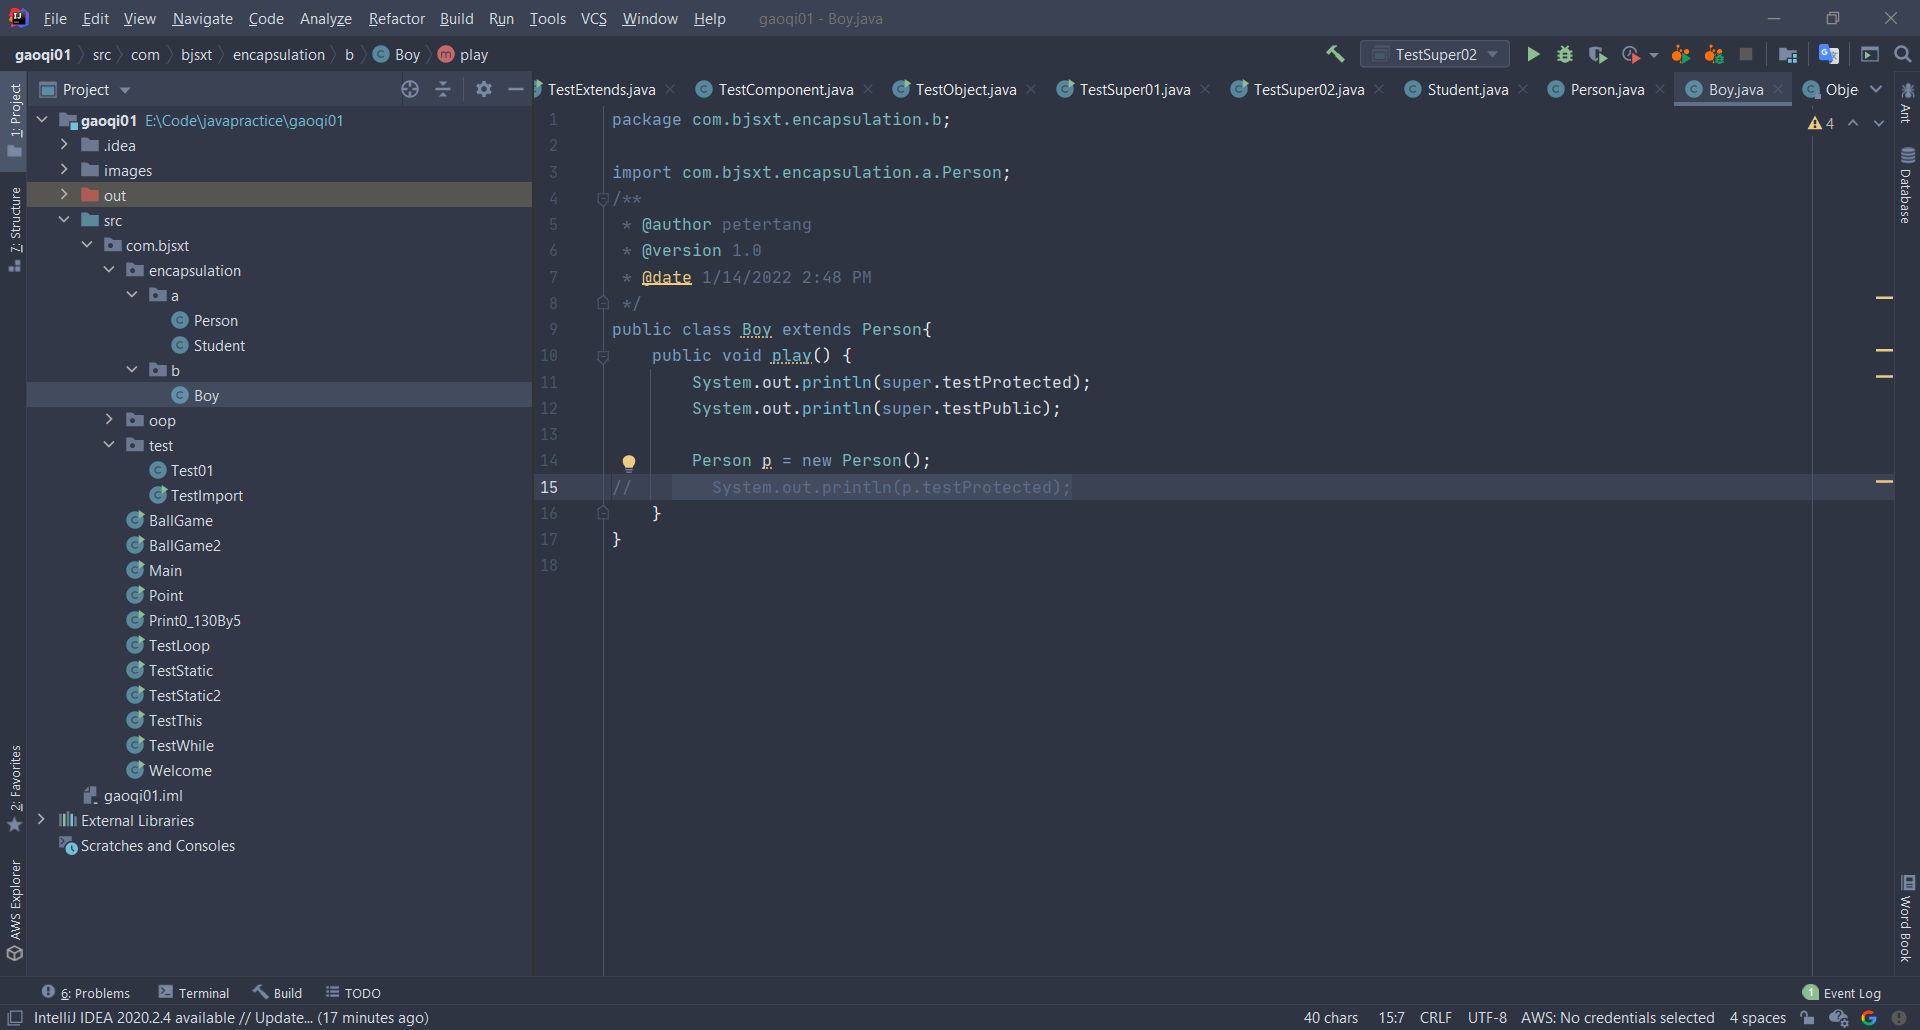 File Edit View Navigate Code Analyze Refactor Build Run Tools VCS Window Help gaoqi01 - Boy.java
gaoqi01 src com bjsxt encapsulation b Boy play TestSuper02
Project
TestExtends.java TestComponent.java TestObject.java TestSuper01.java TestSuper02.java Student.java Person.java Boy.java Obje
gaoqi01 E:\Code\javapractice\gaoqi01
.idea
images
out
src
com.bjsxt
encapsulation
a
Person
Student
b
Boy
oop
test
Test01
TestImport
BallGame
BallGame2
Main
Point
Print0_130By5
TestLoop
TestStatic
TestStatic2
TestThis
TestWhile
Welcome
gaoqi01.iml
External Libraries
Scratches and Consoles
1: Project
7: Structure
2: Favorites
AWS Explorer
1 package com.bjsxt.encapsulation.b;
2
3 import com.bjsxt.encapsulation.a.Person;
4 /**
5 * @author petertang
6 * @version 1.0
7 * @date 1/14/2022 2:48 PM
8 */
9 public class Boy extends Person{
10 public void play() {
11 System.out.println(super.testProtected);
12 System.out.println(super.testPublic);
13
14 Person p = new Person();
15 // System.out.println(p.testProtected);
16 }
17 }
18
4
Ant
Database
Word Book
6: Problems Terminal Build TODO 1 Event Log
IntelliJ IDEA 2020.2.4 available // Update... (17 minutes ago) 40 chars 15:7 CRLF UTF-8 AWS: No credentials selected 4 spaces